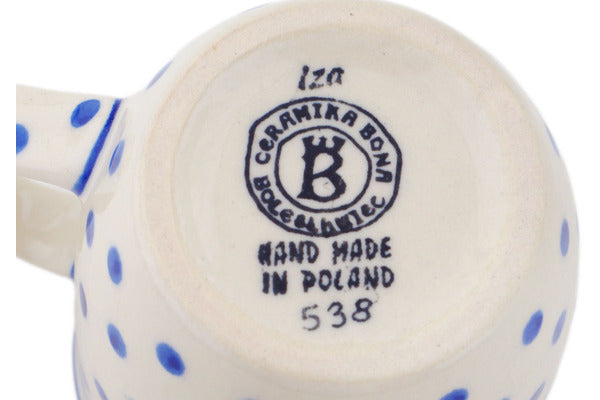 Iza
CERAMIKA BONA
B
BOLESŁAWIEC
HAND MADE
IN POLAND
538